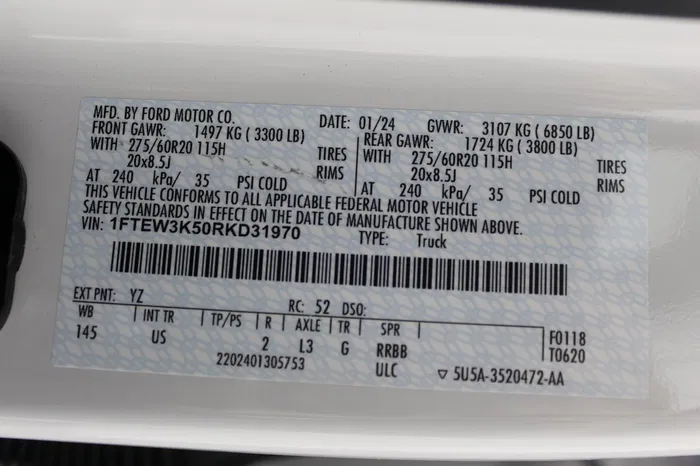 MFD. BY FORD MOTOR CO. DATE: 01/24 GVWR: 3107 KG ( 6850 LB)
FRONT GAWR: 1497 KG ( 3300 LB) REAR GAWR: 1724 KG ( 3800 LB)
WITH 275/60R20 115H TIRES WITH 275/60R20 115H TIRES
20x8.5J RIMS 20x8.5J RIMS
AT 240 kPa/ 35 PSI COLD AT 240 kPa/ 35 PSI COLD
THIS VEHICLE CONFORMS TO ALL APPLICABLE FEDERAL MOTOR VEHICLE
SAFETY STANDARDS IN EFFECT ON THE DATE OF MANUFACTURE SHOWN ABOVE.
VIN: 1FTEW3K50RKD31970 TYPE: Truck
EXT PNT: YZ RC: 52 DSO:
WB INT TR TP/PS R AXLE TR SPR F0118
145 US 2 L3 G RRBB T0620
2202401305753 ULC ▽ 5U5A-3520472-AA